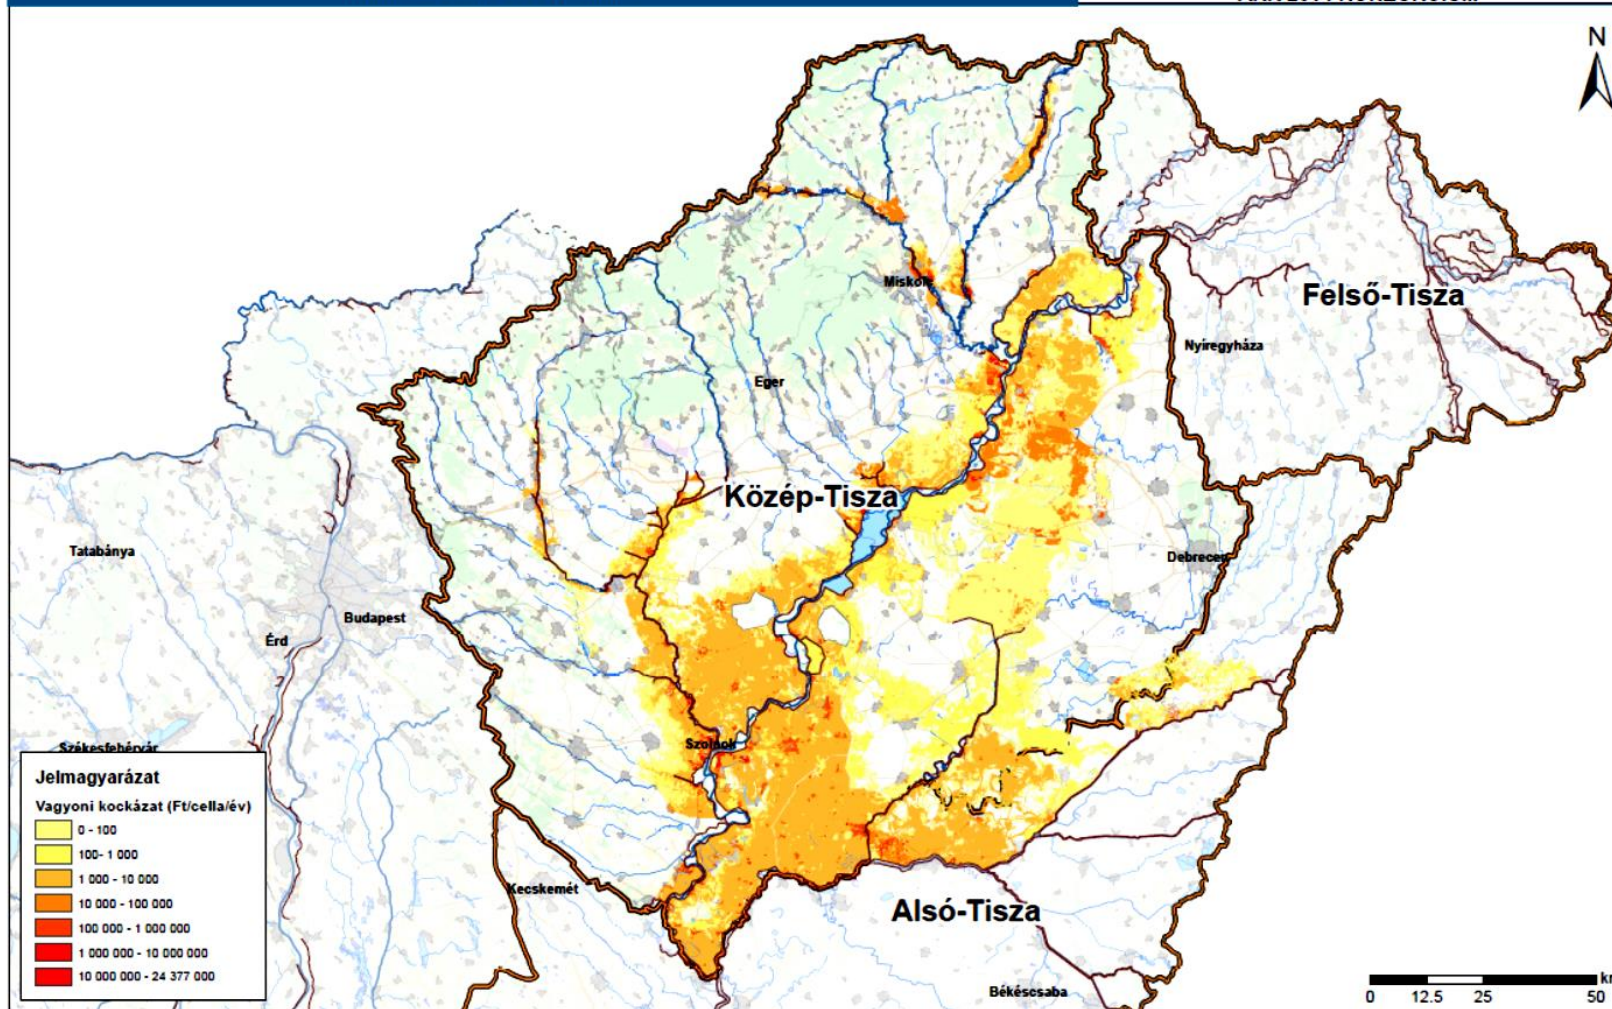 N
Felső-Tisza
Miskolc
Nyíregyháza
Eger
Közép-Tisza
Tatabánya
Debrecen
Budapest
Érd
Székesfehérvár
Szolnok
Jelmagyarázat
Vagyoni kockázat (Ft/cella/év)
0 - 100
100- 1 000
1 000 - 10 000
10 000 - 100 000
100 000 - 1 000 000
1 000 000 - 10 000 000
10 000 000 - 24 377 000
Kecskemét
Alsó-Tisza
Békéscsaba
km
0 12.5 25 50